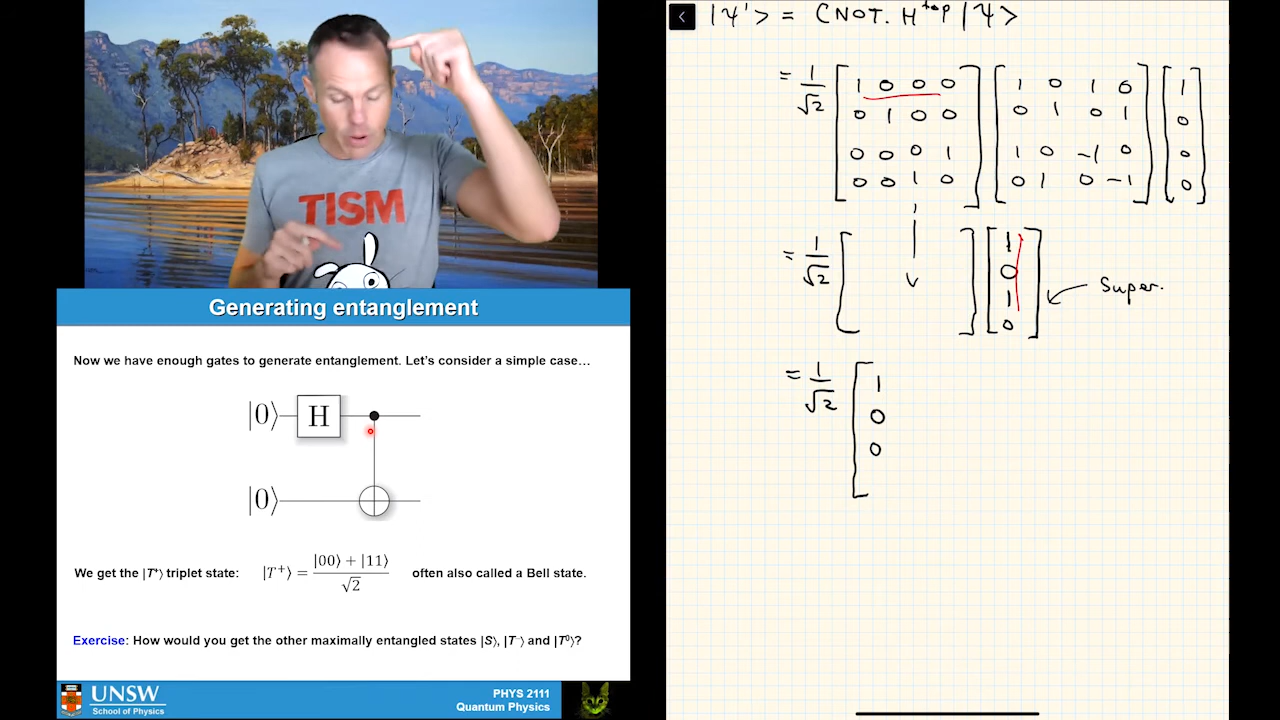 TISM
Generating entanglement
Now we have enough gates to generate entanglement. Let's consider a simple case…
|0⟩ H
|0⟩
We get the |T⁺⟩ triplet state: |T⁺⟩ = |00⟩ + |11⟩ / √2 often also called a Bell state.
Exercise: How would you get the other maximally entangled states |S⟩, |T⁻⟩ and |T⁰⟩?
UNSW
School of Physics
PHYS 2111
Quantum Physics
|Ψ'⟩ = CNOT. H^top |Ψ⟩
= 1/√2 [ 1 0 0 0 ] [ 1 0 1 0 ] [ 1 ]
0 1 0 0 0 1 0 1 0
0 0 0 1 1 0 -1 0 0
0 0 1 0 0 1 0 -1 0
= 1/√2 [ ] [ 1
0
1
0 ] Super.
= 1/√2 [ 1
0
0